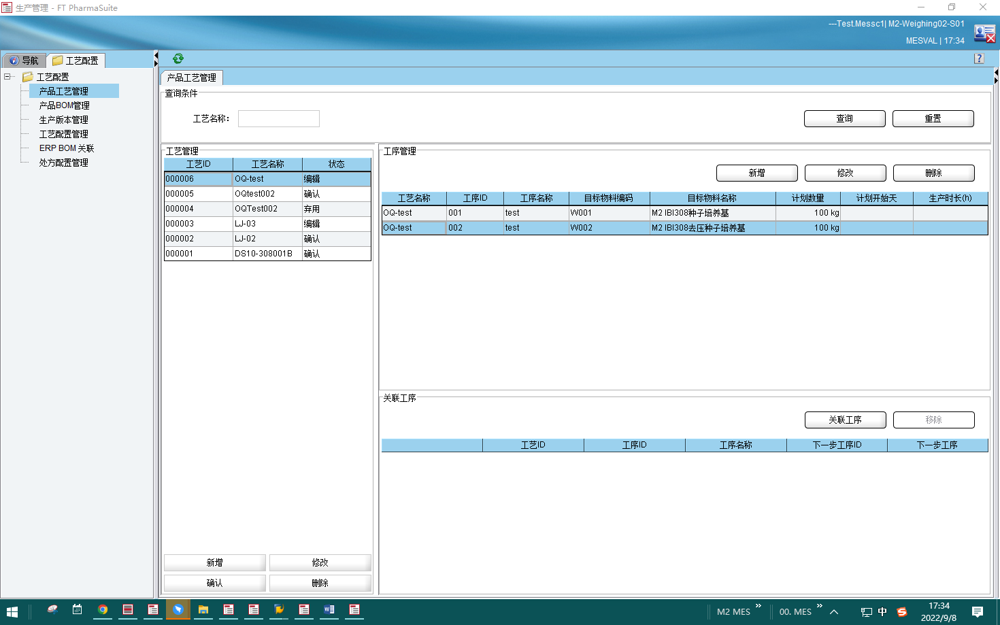 生产管理 - FT PharmaSuite
---Test.Messc1| M2-Weighing02-S01
MESVAL | 17:34
导航 工艺配置
工艺配置
产品工艺管理
产品BOM管理
生产版本管理
工艺配置管理
ERP BOM 关联
处方配置管理
产品工艺管理
查询条件
工艺名称: 查询 重置
工艺管理
工艺ID 工艺名称 状态
000006 OQ-test 编辑
000005 OQtest002 确认
000004 OQTest002 弃用
000003 LJ-03 编辑
000002 LJ-02 确认
000001 DS10-308001B 确认
新增 修改
确认 删除
工序管理
新增 修改 删除
工艺名称 工序ID 工序名称 目标物料编码 目标物料名称 计划数量 计划开始天 生产时长(h)
OQ-test 001 test W001 M2 IBI308种子培养基 100 kg
OQ-test 002 test W002 M2 IBI308去压种子培养基 100 kg
关联工序
关联工序 移除
工艺ID 工序ID 工序名称 下一步工序ID 下一步工序
M2 MES » 00. MES » 中 17:34
2022/9/8